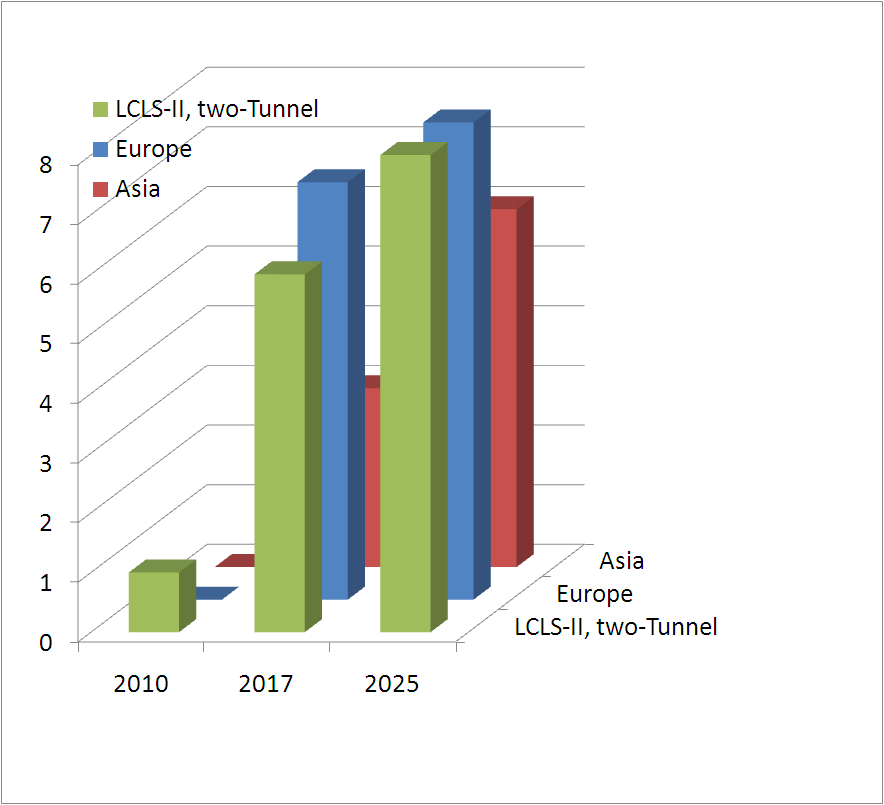 LCLS-II, two-Tunnel
Europe
Asia
8
7
6
5
4
3
2
1
0
Asia
Europe
LCLS-II, two-Tunnel
2010 2017 2025